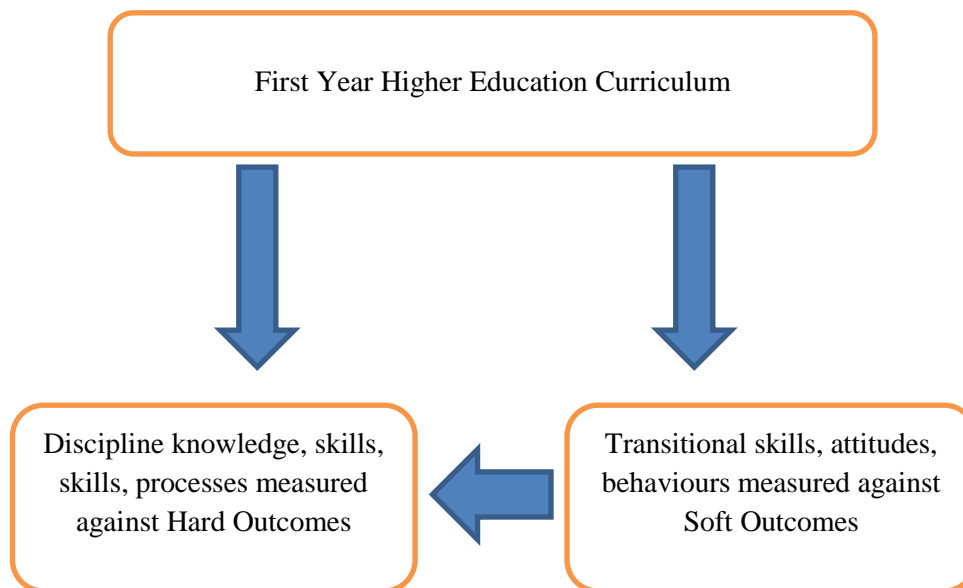 First Year Higher Education Curriculum
Discipline knowledge, skills,
skills, processes measured
against Hard Outcomes
Transitional skills, attitudes,
behaviours measured against
Soft Outcomes